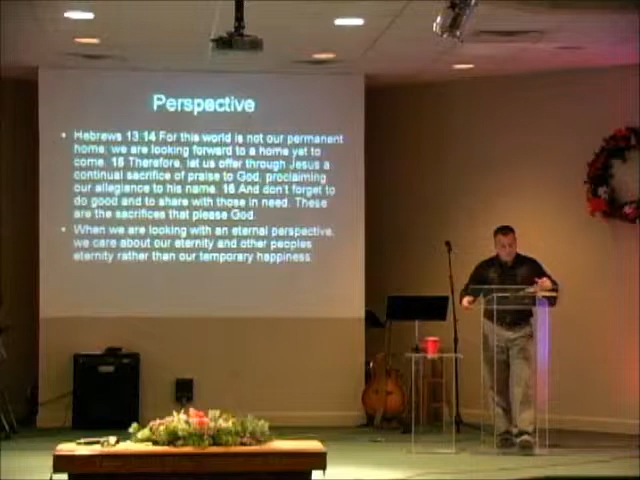 Perspective
• Hebrews 13:14 For this world is not our permanent
home; we are looking forward to a home yet to
come. 15 Therefore, let us offer through Jesus a
continual sacrifice of praise to God, proclaiming
our allegiance to his name. 16 And don't forget to
do good and to share with those in need. These
are the sacrifices that please God.
• When we are looking with an eternal perspective,
we care about our eternity and other peoples
eternity rather than our temporary happiness